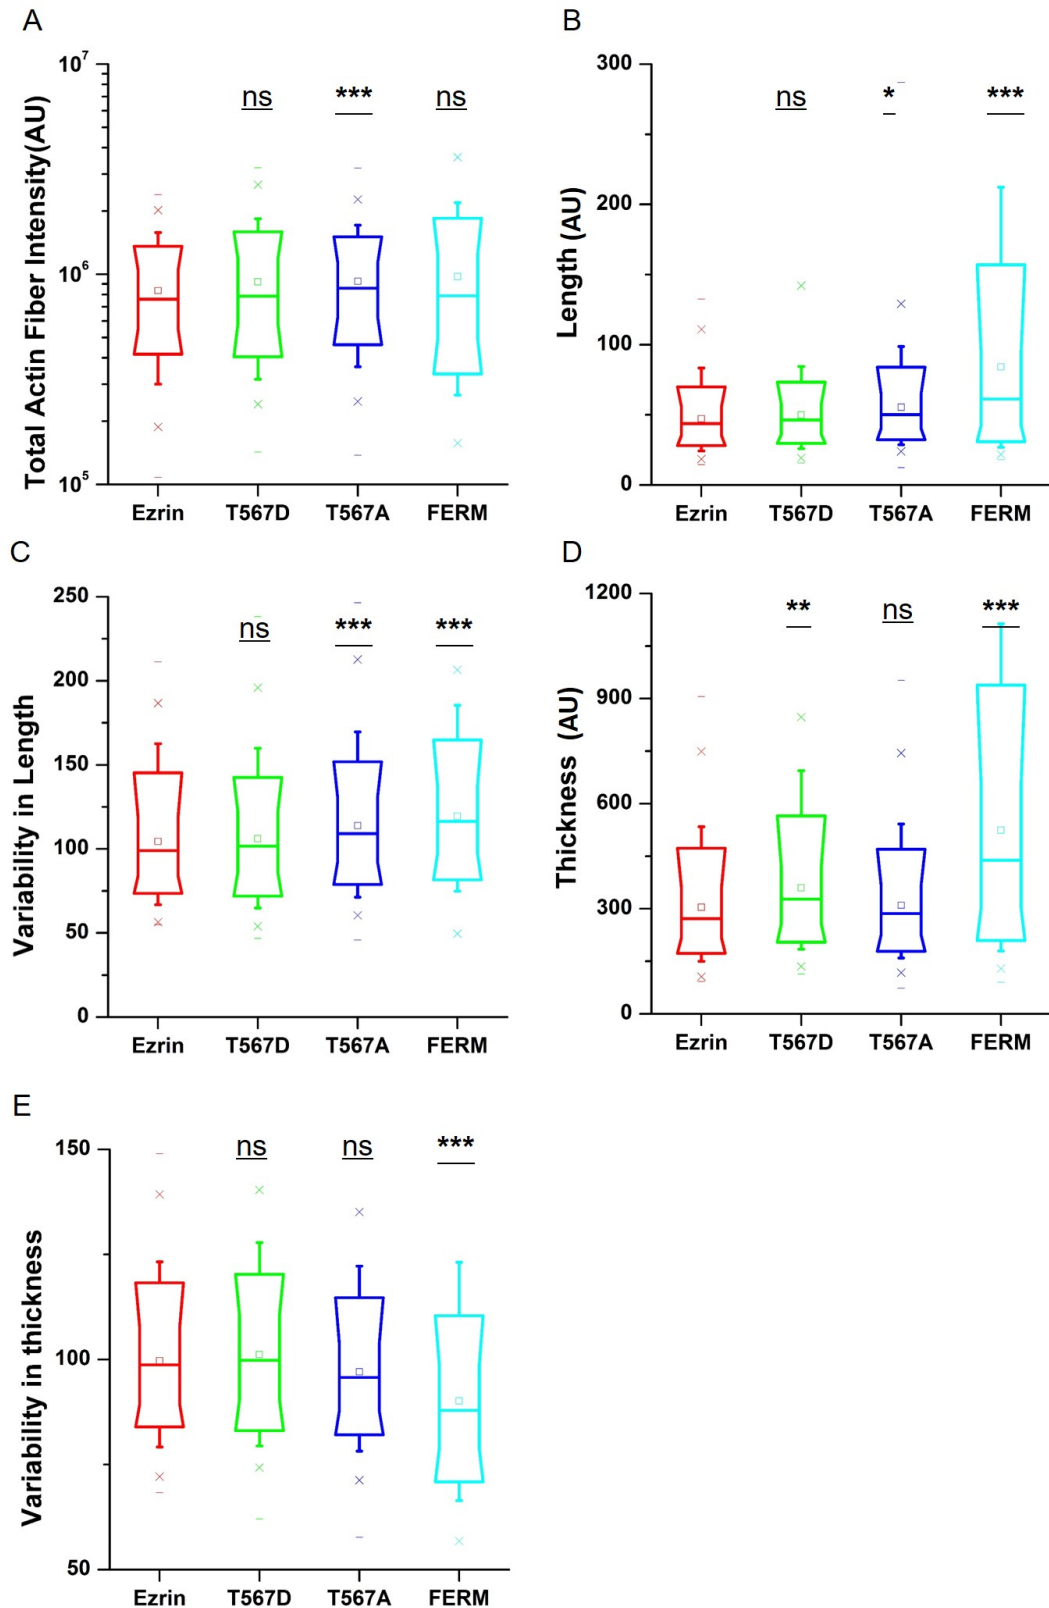 A
Total Actin Fiber Intensity(AU)
10^7
10^6
10^5
ns
***
ns
Ezrin
T567D
T567A
FERM
B
Length (AU)
300
200
100
0
ns
*
***
Ezrin
T567D
T567A
FERM
C
Variability in Length
250
200
150
100
50
0
ns
***
***
Ezrin
T567D
T567A
FERM
D
Thickness (AU)
1200
900
600
300
0
**
ns
***
Ezrin
T567D
T567A
FERM
E
Variability in thickness
150
100
50
ns
ns
***
Ezrin
T567D
T567A
FERM